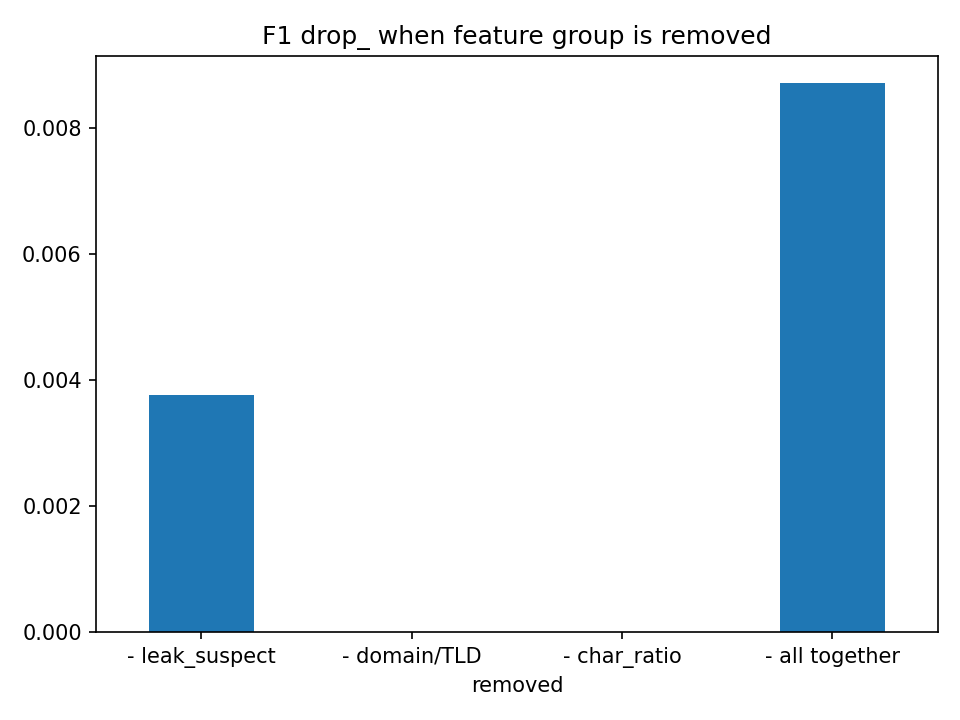 F1 drop_ when feature group is removed
0.008
0.006
0.004
0.002
0.000
- leak_suspect - domain/TLD - char_ratio - all together
removed